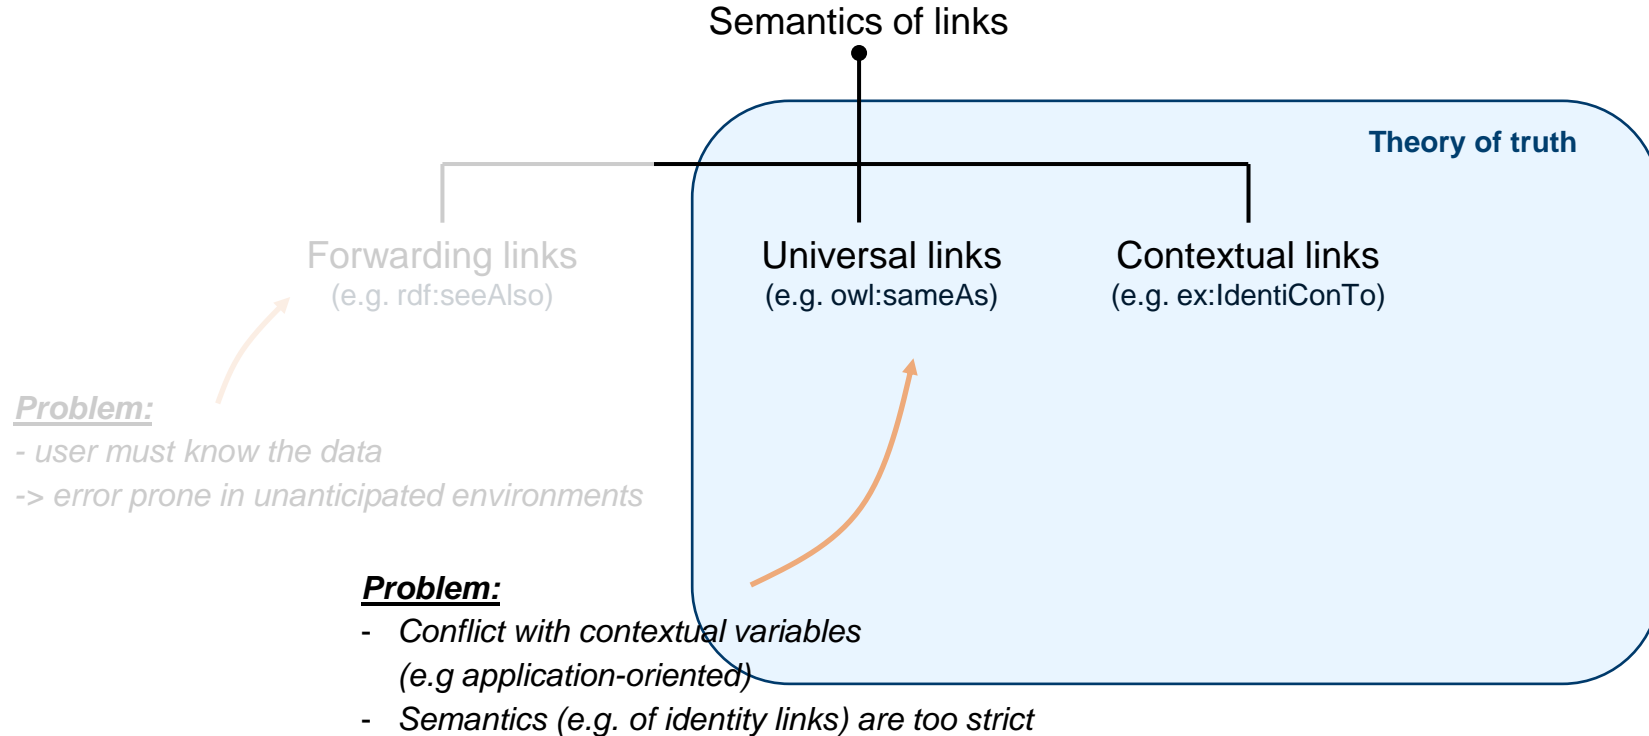 Semantics of links
Theory of truth
Forwarding links
(e.g. rdf:seeAlso)
Universal links
(e.g. owl:sameAs)
Contextual links
(e.g. ex:IdentiConTo)
Problem:
- user must know the data
-> error prone in unanticipated environments
Problem:
- Conflict with contextual variables
(e.g application-oriented)
- Semantics (e.g. of identity links) are too strict